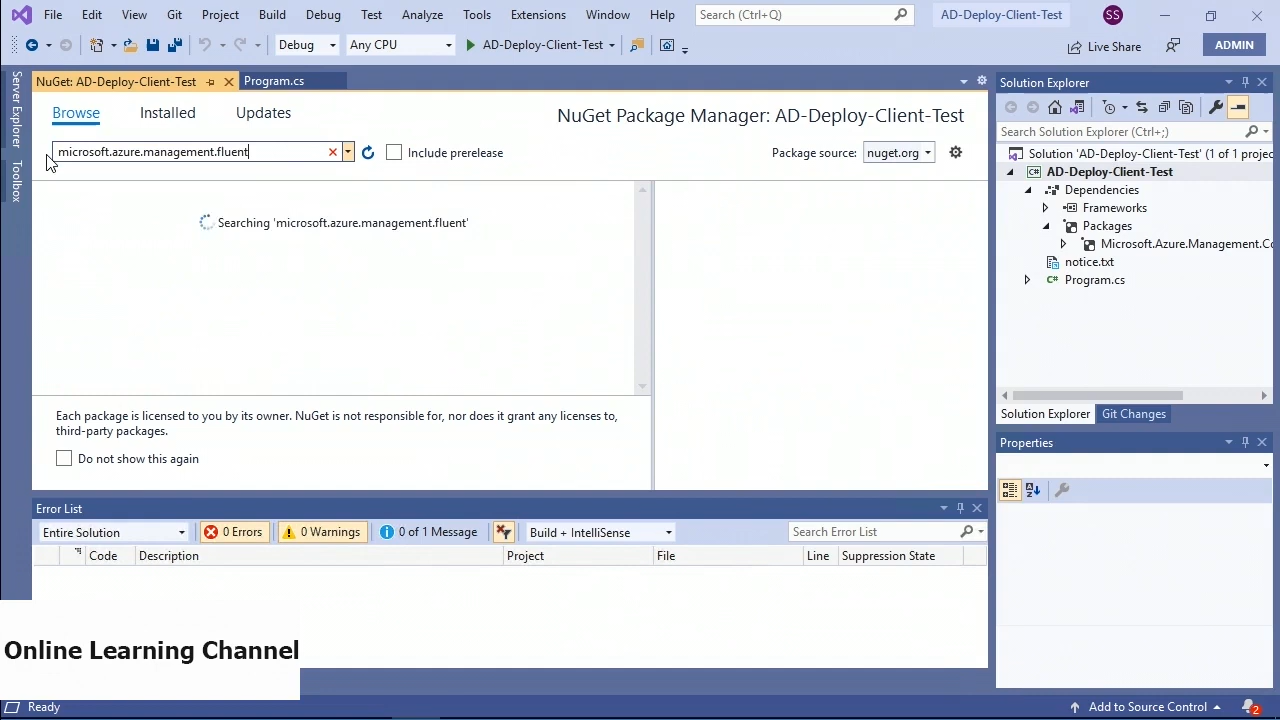 File Edit View Git Project Build Debug Test Analyze Tools Extensions Window Help Search (Ctrl+Q) AD-Deploy-Client-Test SS
Debug Any CPU AD-Deploy-Client-Test Live Share ADMIN
Server Explorer
Toolbox
NuGet: AD-Deploy-Client-Test Program.cs
Browse Installed Updates NuGet Package Manager: AD-Deploy-Client-Test
microsoft.azure.management.fluent Include prerelease Package source: nuget.org
Searching 'microsoft.azure.management.fluent'
Each package is licensed to you by its owner. NuGet is not responsible for, nor does it grant any licenses to,
third-party packages.
Do not show this again
Solution Explorer
Search Solution Explorer (Ctrl+;)
Solution 'AD-Deploy-Client-Test' (1 of 1 projec
C# AD-Deploy-Client-Test
Dependencies
Frameworks
Packages
Microsoft.Azure.Management.Co
notice.txt
C# Program.cs
Solution Explorer Git Changes
Properties
Error List
Entire Solution 0 Errors 0 Warnings 0 of 1 Message Build + IntelliSense Search Error List
Code Description Project File Line Suppression State
Online Learning Channel
Ready Add to Source Control 2